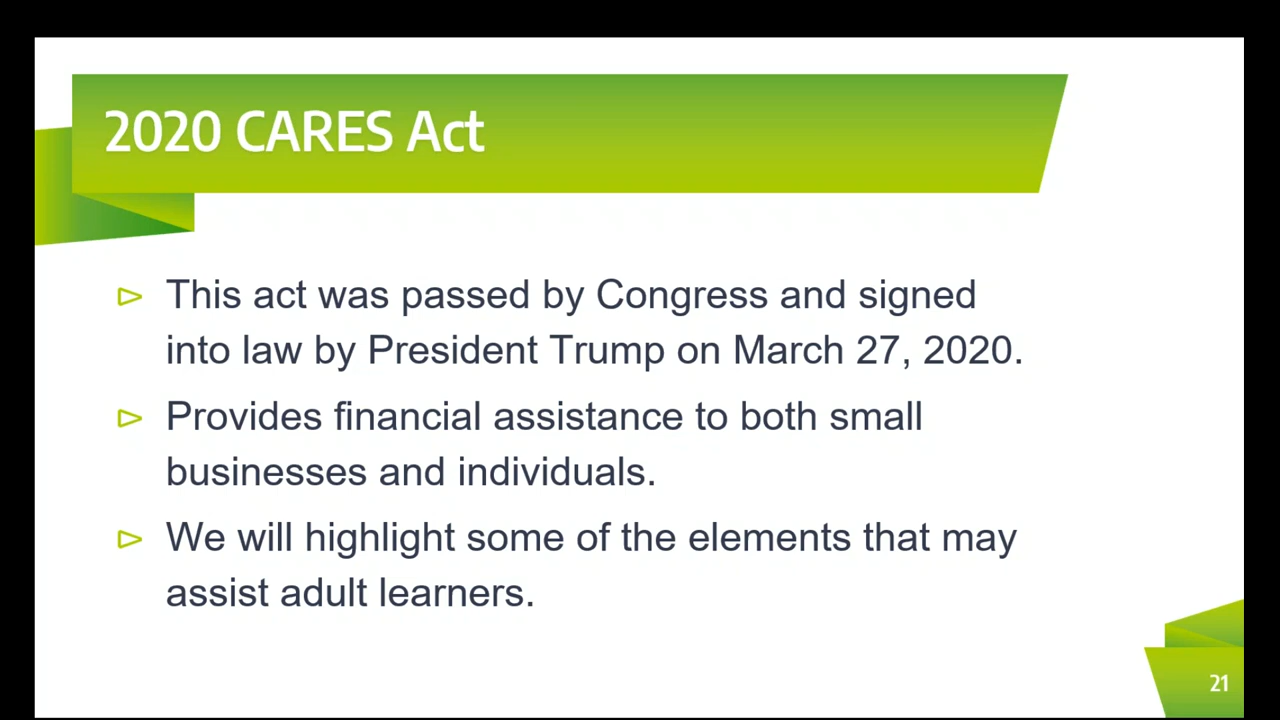 2020 CARES Act
This act was passed by Congress and signed
into law by President Trump on March 27, 2020.
Provides financial assistance to both small
businesses and individuals.
We will highlight some of the elements that may
assist adult learners.
21